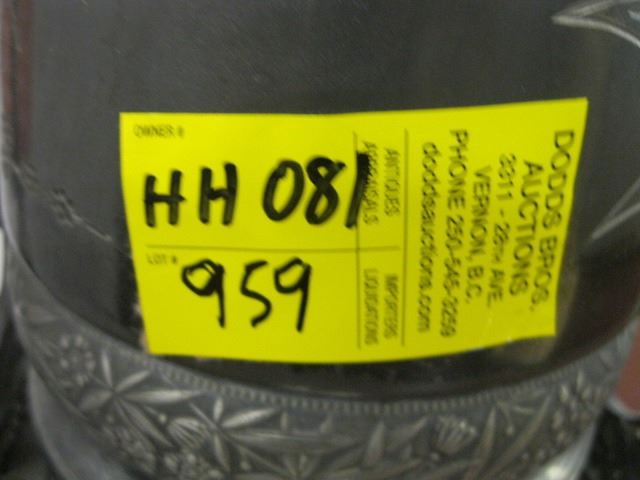 OWNER #
HH 081
LOT #
959
ANTIQUES
APPRAISALS
IMPORTERS
LIQUIDATIONS
DODDS BROS.
AUCTIONS
3311 - 28TH AVE.
VERNON, B.C.
PHONE 250-545-3259
doddsauctions.com